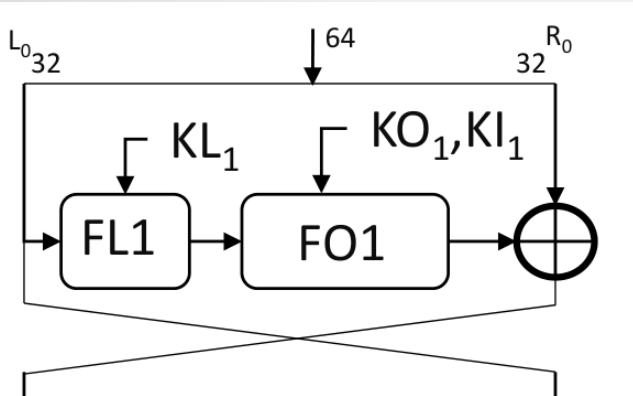 L₀ 32
64
32 R₀
KL₁
KO₁,KI₁
FL1
FO1